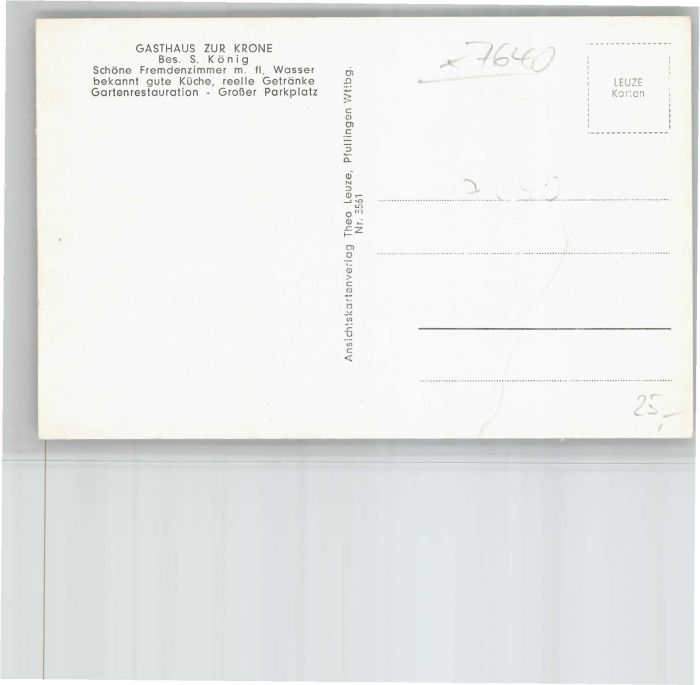 GASTHAUS ZUR KRONE
Bes. S. König
Schöne Fremdenzimmer m. fl. Wasser
bekannt gute Küche, reelle Getränke
Gartenrestauration - Großer Parkplatz
Ansichtskartenverlag Theo Leuze, Pfullingen Wttbg.
Nr. 3561
x 7640
LEUZE
Karten
25,-